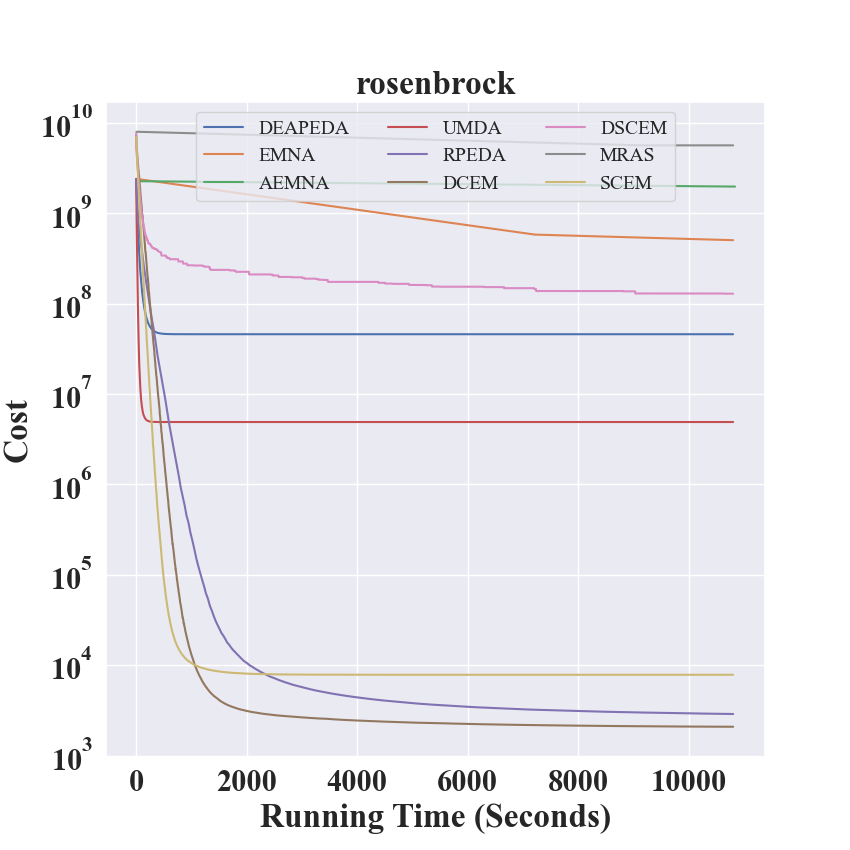 rosenbrock
10^10
10^9
10^8
10^7
10^6
10^5
10^4
10^3
Cost
DEAPEDA UMDA DSCEM
EMNA RPEDA MRAS
AEMNA DCEM SCEM
0 2000 4000 6000 8000 10000
Running Time (Seconds)